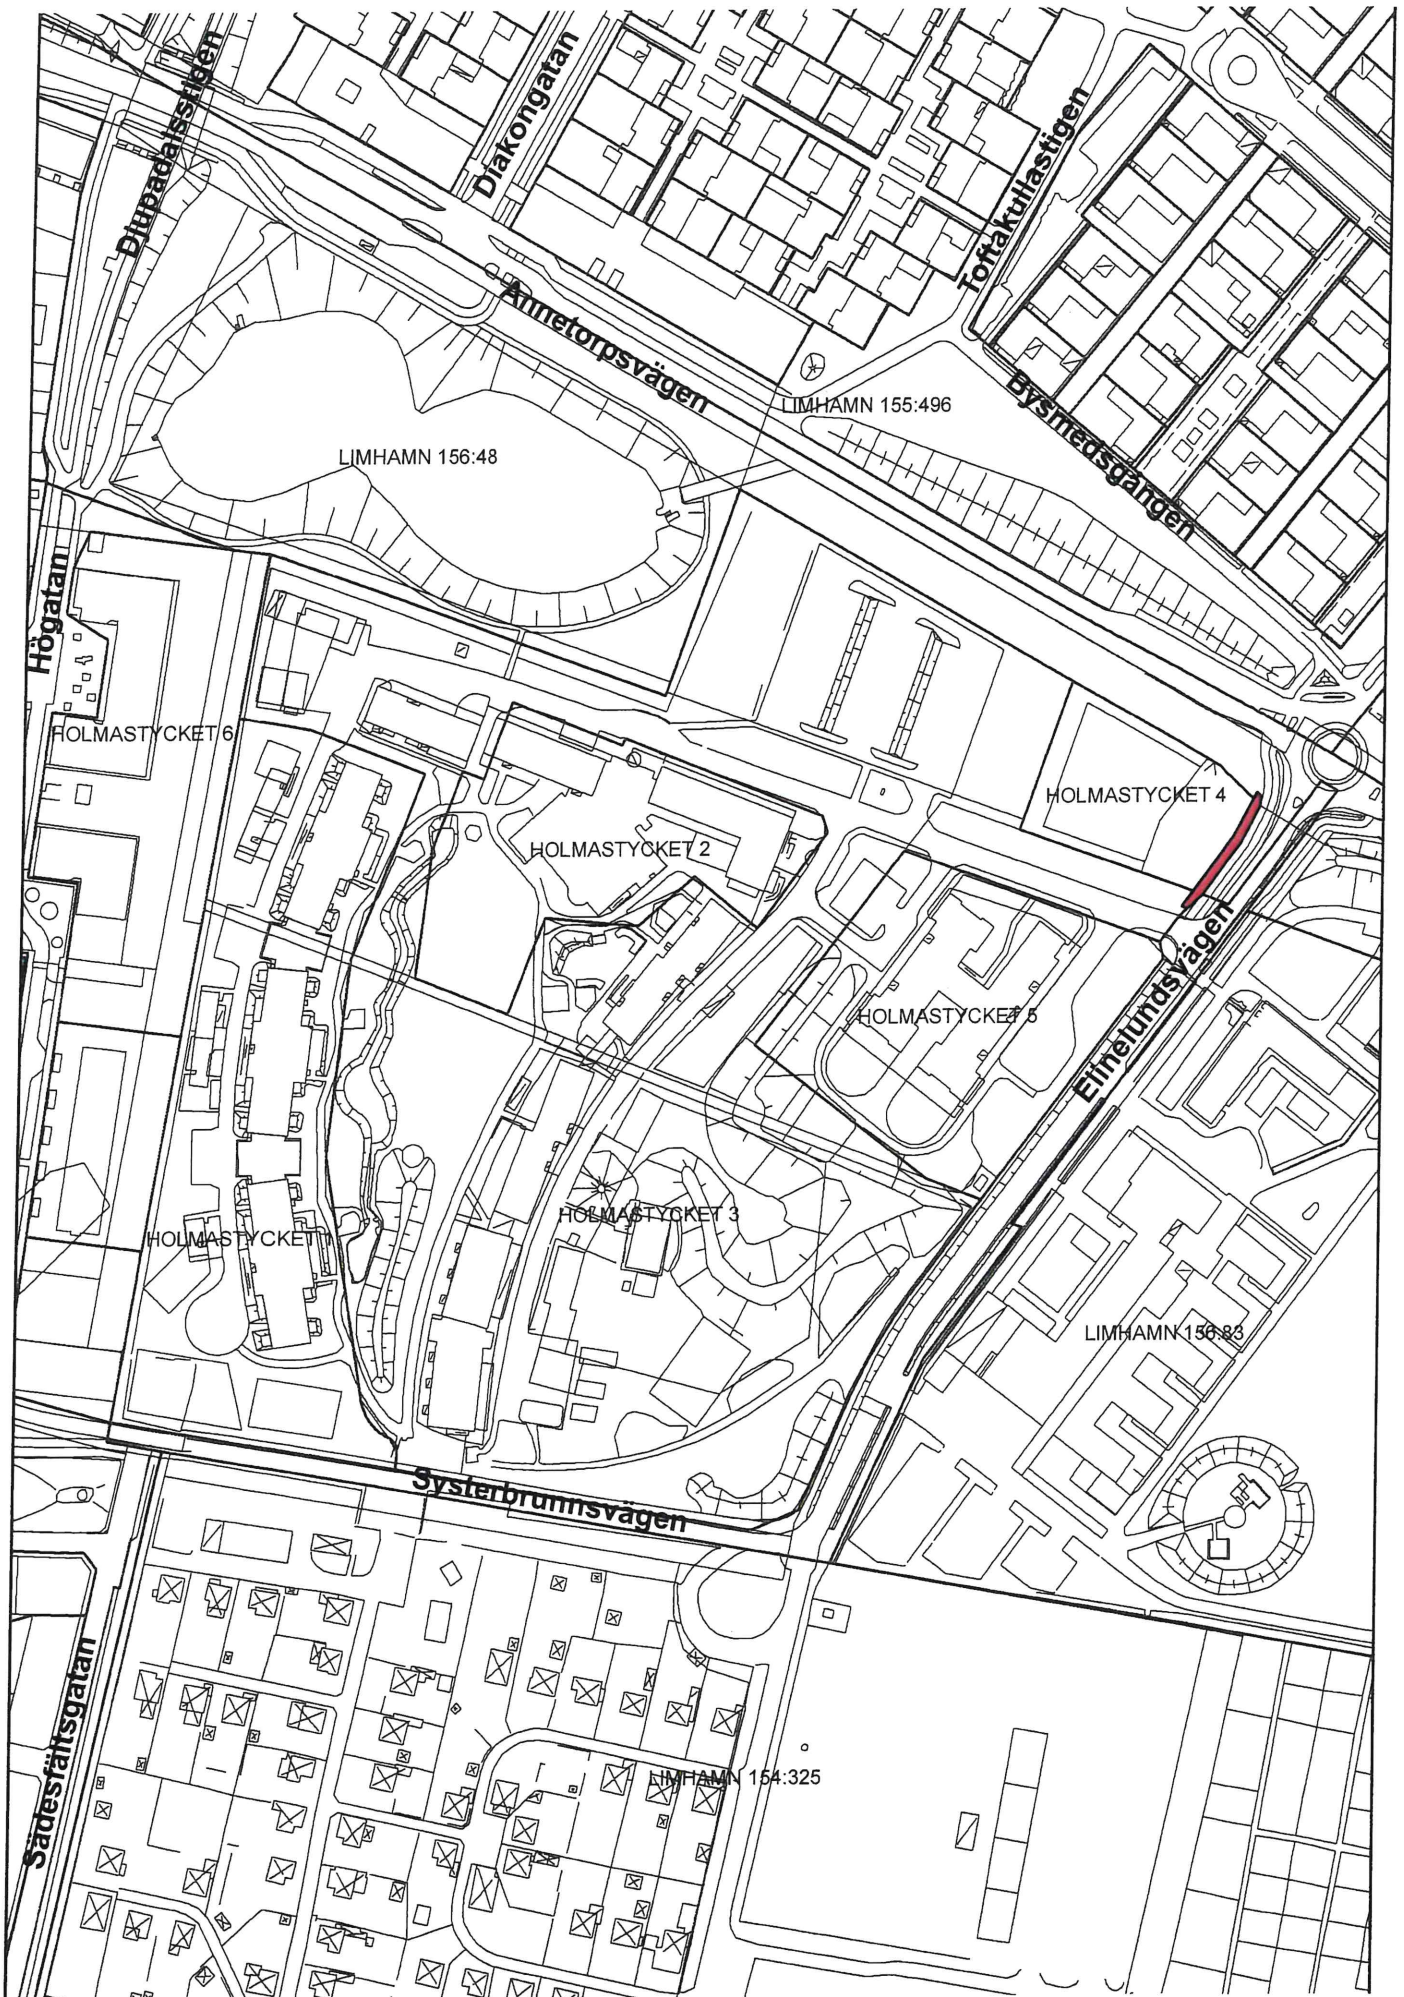 Djupadalsstigen
Diakongatan
Toftakullastigen
Annetorpsvägen
LIMHAMN 155:496
Bysmedsgången
LIMHAMN 156:48
Högatan
HOLMASTYCKET 6
HOLMASTYCKET 4
HOLMASTYCKET 2
Elinelundsvägen
HOLMASTYCKET 5
HOLMASTYCKET 3
HOLMASTYCKET 1
LIMHAMN 156:83
Systerbrunnsvägen
Sädesfältsgatan
LIMHAMN 154:325